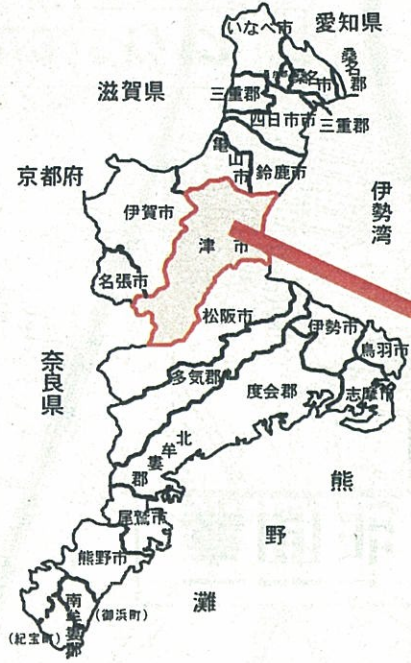 愛知県
いなべ市
桑名郡
桑名市
滋賀県
三重郡
四日市市
三重郡
亀山市
鈴鹿市
京都府
伊賀市
伊勢湾
津市
名張市
松阪市
伊勢市
鳥羽市
奈良県
多気郡
度会郡
志摩市
北牟婁郡
熊野灘
尾鷲市
熊野市
南牟婁郡
(御浜町)
(紀宝町)